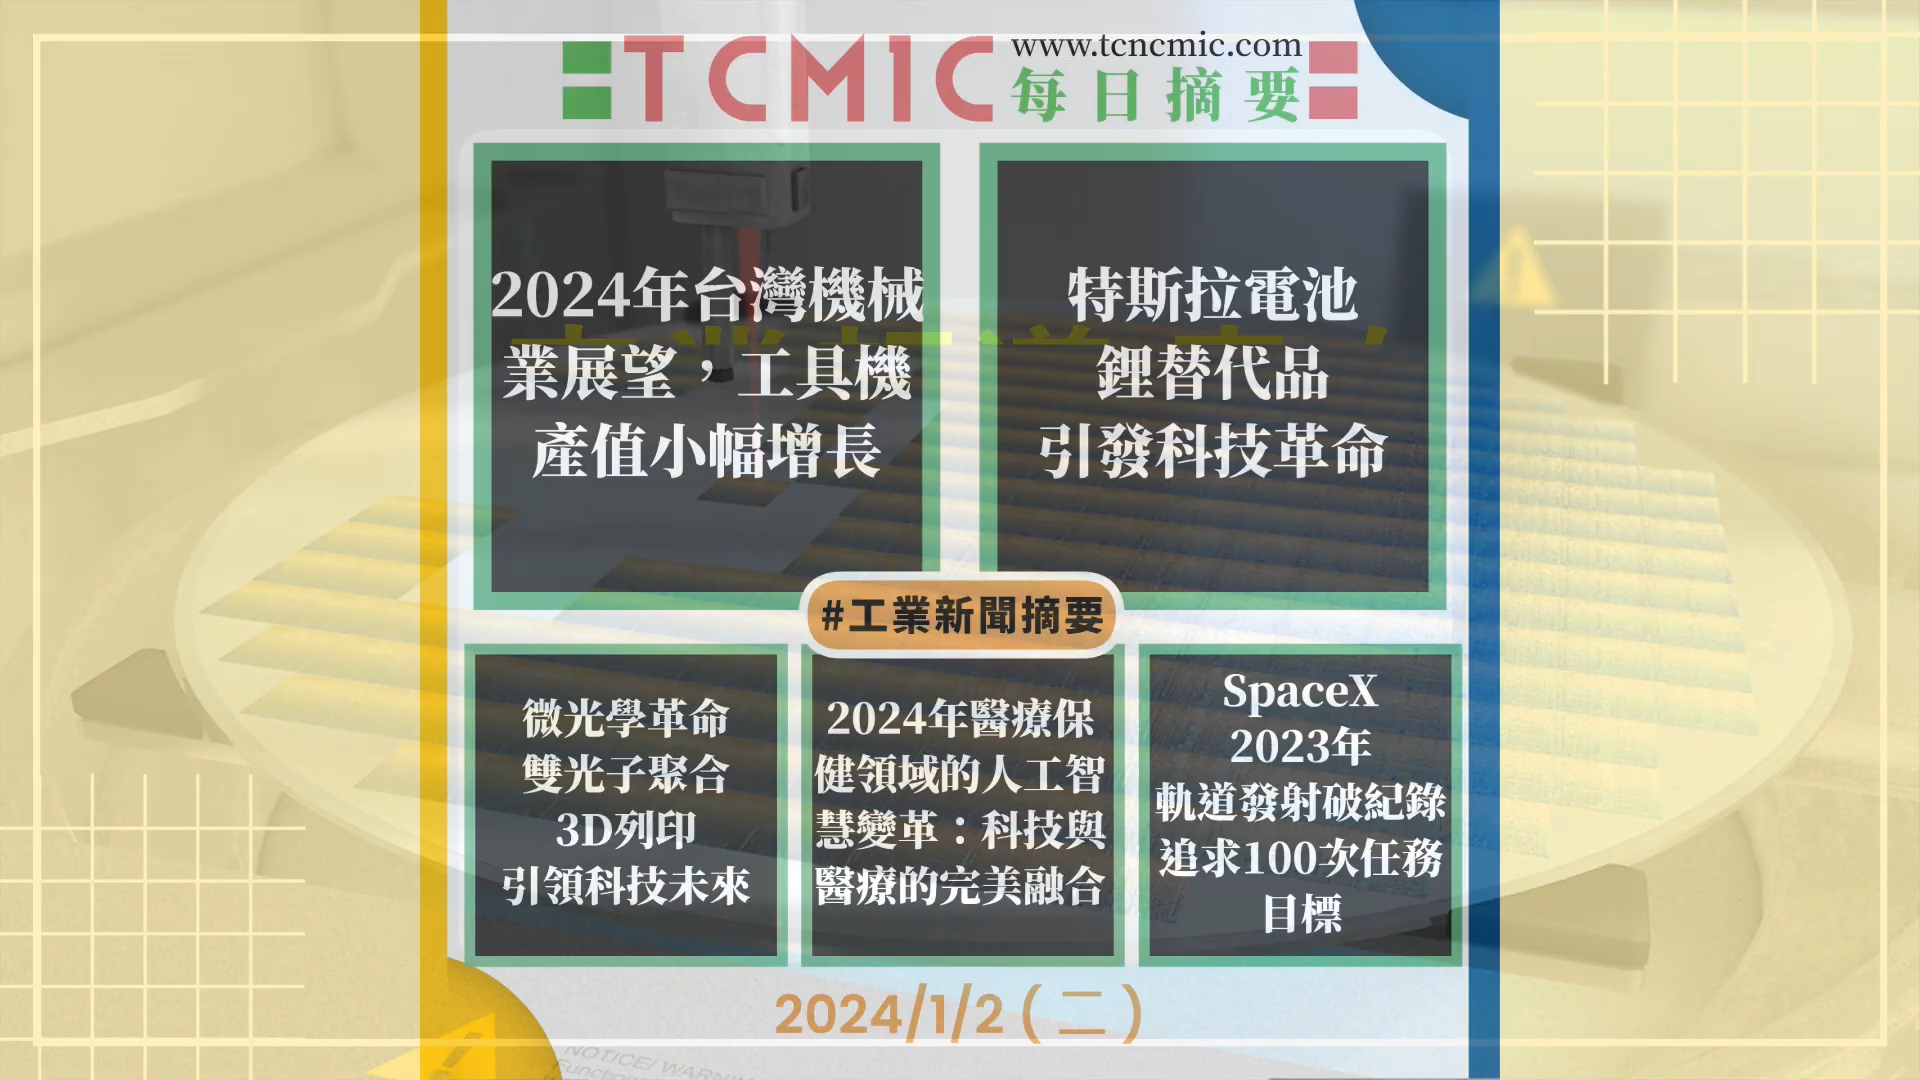 TCMIC
www.tcncmic.com
每日摘要
2024年台灣機械
業展望，工具機
產值小幅增長
特斯拉電池
鋰替代品
引發科技革命
#工業新聞摘要
微光學革命
雙光子聚合
3D列印
引領科技未來
2024年醫療保
健領域的人工智
慧變革：科技與
醫療的完美融合
SpaceX
2023年
軌道發射破紀錄
追求100次任務
目標
2024/1/2 ( 二 )
NOTICE/ WARNIN